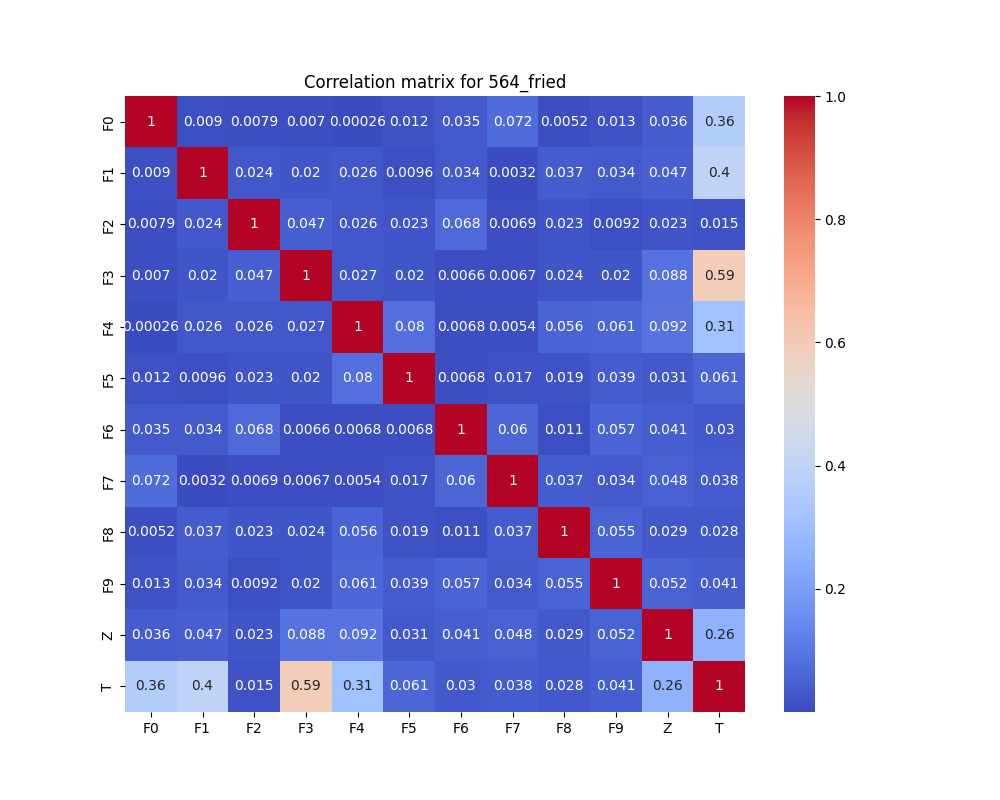 Correlation matrix for 564_fried
F0 1 0.009 0.0079 0.007 0.00026 0.012 0.035 0.072 0.0052 0.013 0.036 0.36
F1 0.009 1 0.024 0.02 0.026 0.0096 0.034 0.0032 0.037 0.034 0.047 0.4
F2 0.0079 0.024 1 0.047 0.026 0.023 0.068 0.0069 0.023 0.0092 0.023 0.015
F3 0.007 0.02 0.047 1 0.027 0.02 0.0066 0.0067 0.024 0.02 0.088 0.59
F4 0.00026 0.026 0.026 0.027 1 0.08 0.0068 0.0054 0.056 0.061 0.092 0.31
F5 0.012 0.0096 0.023 0.02 0.08 1 0.0068 0.017 0.019 0.039 0.031 0.061
F6 0.035 0.034 0.068 0.0066 0.0068 0.0068 1 0.06 0.011 0.057 0.041 0.03
F7 0.072 0.0032 0.0069 0.0067 0.0054 0.017 0.06 1 0.037 0.034 0.048 0.038
F8 0.0052 0.037 0.023 0.024 0.056 0.019 0.011 0.037 1 0.055 0.029 0.028
F9 0.013 0.034 0.0092 0.02 0.061 0.039 0.057 0.034 0.055 1 0.052 0.041
Z 0.036 0.047 0.023 0.088 0.092 0.031 0.041 0.048 0.029 0.052 1 0.26
T 0.36 0.4 0.015 0.59 0.31 0.061 0.03 0.038 0.028 0.041 0.26 1
F0 F1 F2 F3 F4 F5 F6 F7 F8 F9 Z T
1.0
0.8
0.6
0.4
0.2